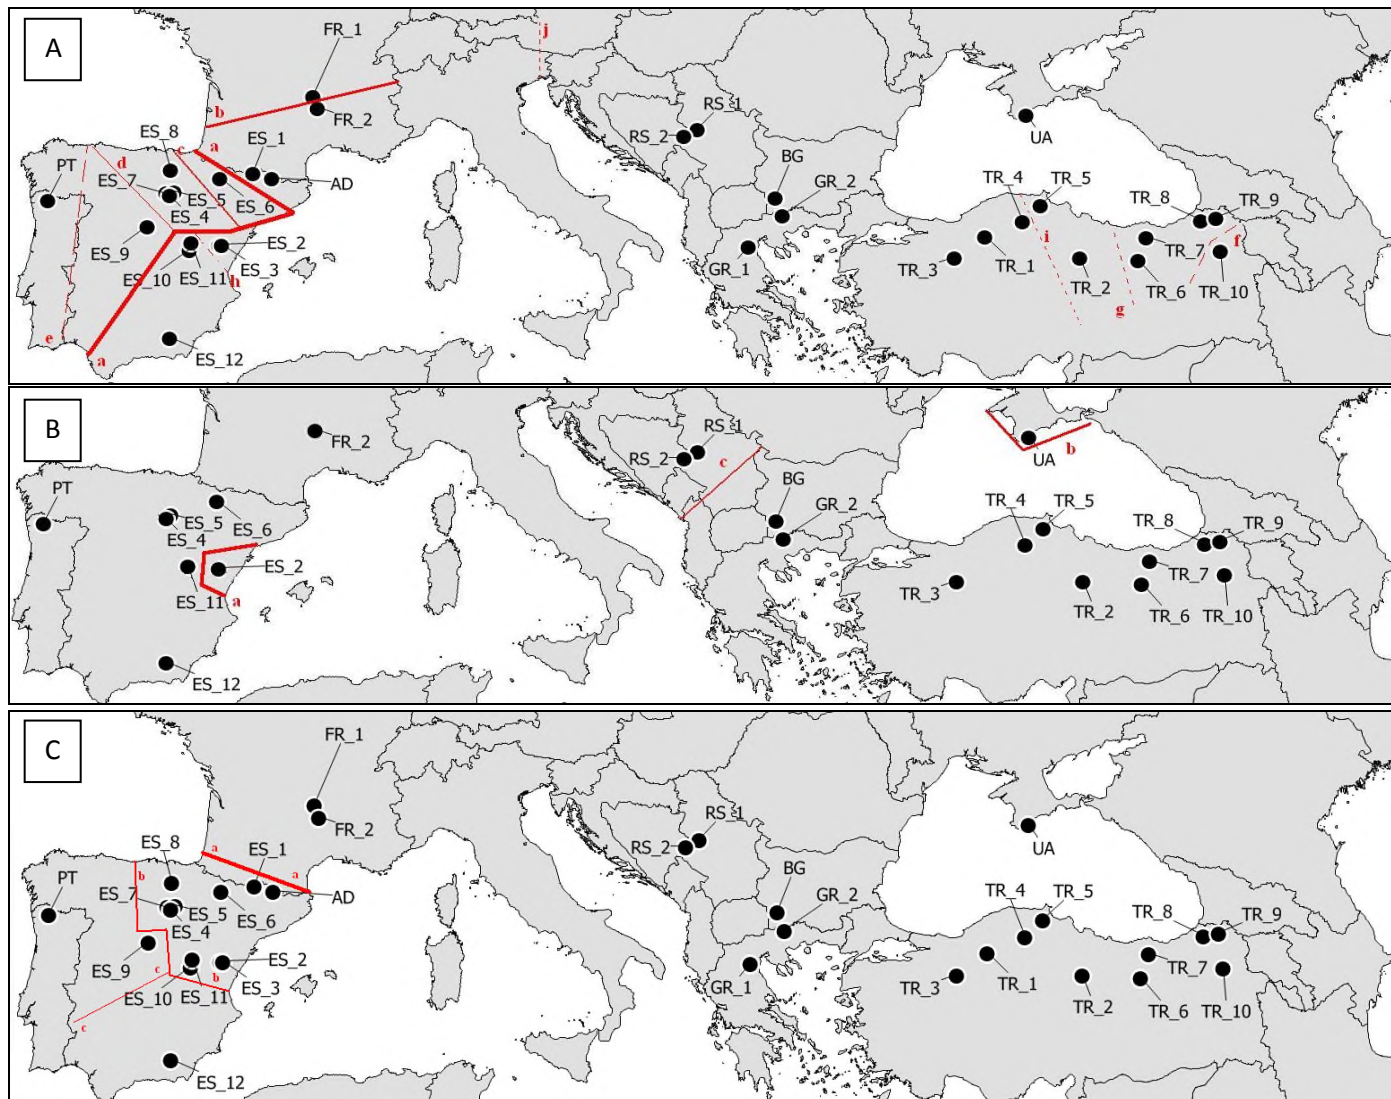 A
FR_1
j
b
FR_2
ES_8
c
a
ES_1
RS_1
RS_2
UA
PT
d
ES_7
ES_5
ES_4
ES_6
AD
BG
GR_2
TR_4
TR_5
TR_8
TR_9
ES_9
ES_2
ES_3
ES_10
ES_11
h
GR_1
TR_3
TR_1
i
TR_2
TR_7
TR_6
f
TR_10
g
e
a
ES_12
B
FR_2
RS_1
RS_2
c
UA
b
PT
ES_5
ES_4
ES_6
BG
GR_2
TR_4
TR_5
TR_8
TR_9
ES_2
ES_11
a
TR_3
TR_2
TR_7
TR_6
TR_10
ES_12
C
FR_1
FR_2
RS_1
RS_2
UA
ES_8
a
ES_1
a
PT
b
ES_7
ES_5
ES_4
ES_6
AD
BG
GR_2
TR_4
TR_5
TR_8
TR_9
ES_9
c
ES_2
b
ES_3
ES_10
ES_11
GR_1
TR_3
TR_1
TR_2
TR_7
TR_6
TR_10
c
ES_12